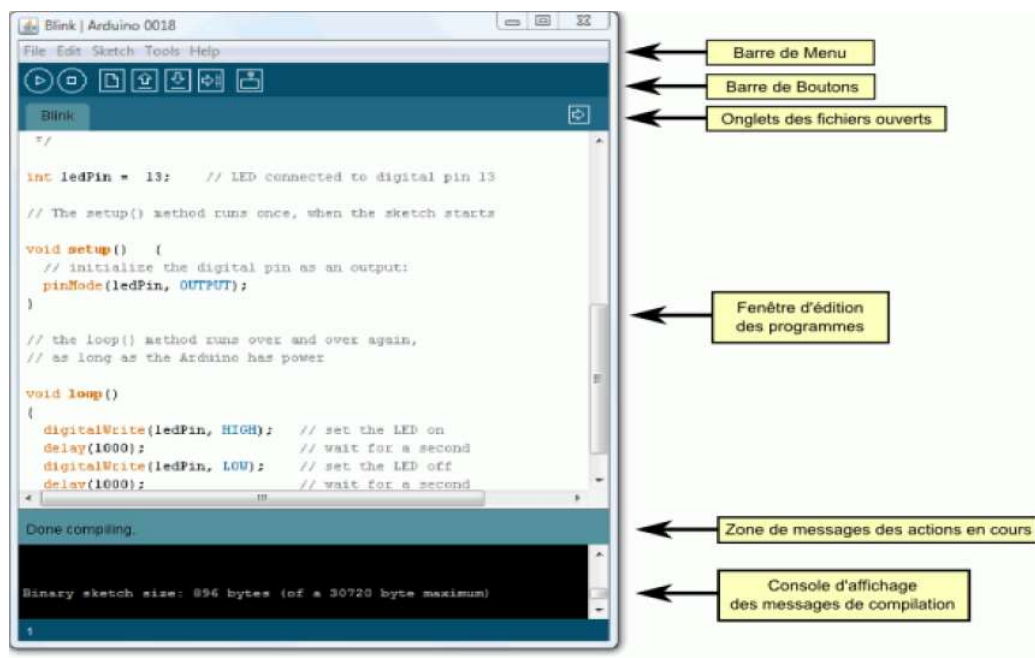 Blink | Arduino 0018
File Edit Sketch Tools Help
Barre de Menu
Barre de Boutons
Blink
Onglets des fichiers ouverts
*/
int ledPin = 13; // LED connected to digital pin 13
// The setup() method runs once, when the sketch starts
void setup() {
// initialize the digital pin as an output:
pinMode(ledPin, OUTPUT);
}
Fenêtre d'édition
des programmes
// the loop() method runs over and over again,
// as long as the Arduino has power
void loop()
{
digitalWrite(ledPin, HIGH); // set the LED on
delay(1000); // wait for a second
digitalWrite(ledPin, LOW); // set the LED off
delay(1000); // wait for a second
Done compiling.
Zone de messages des actions en cours
Binary sketch size: 896 bytes (of a 30720 byte maximum)
Console d'affichage
des messages de compilation
1